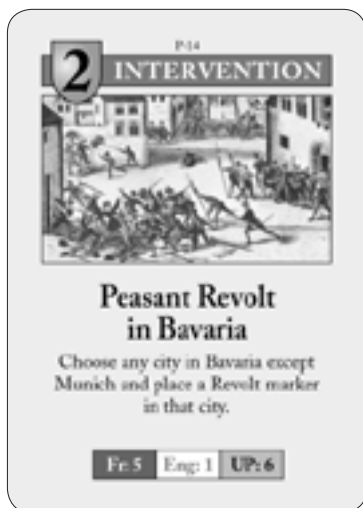 P-14
2 INTERVENTION
Peasant Revolt
in Bavaria
Choose any city in Bavaria except
Munich and place a Revolt marker
in that city.
Fr: 5 Eng: 1 UP: 6